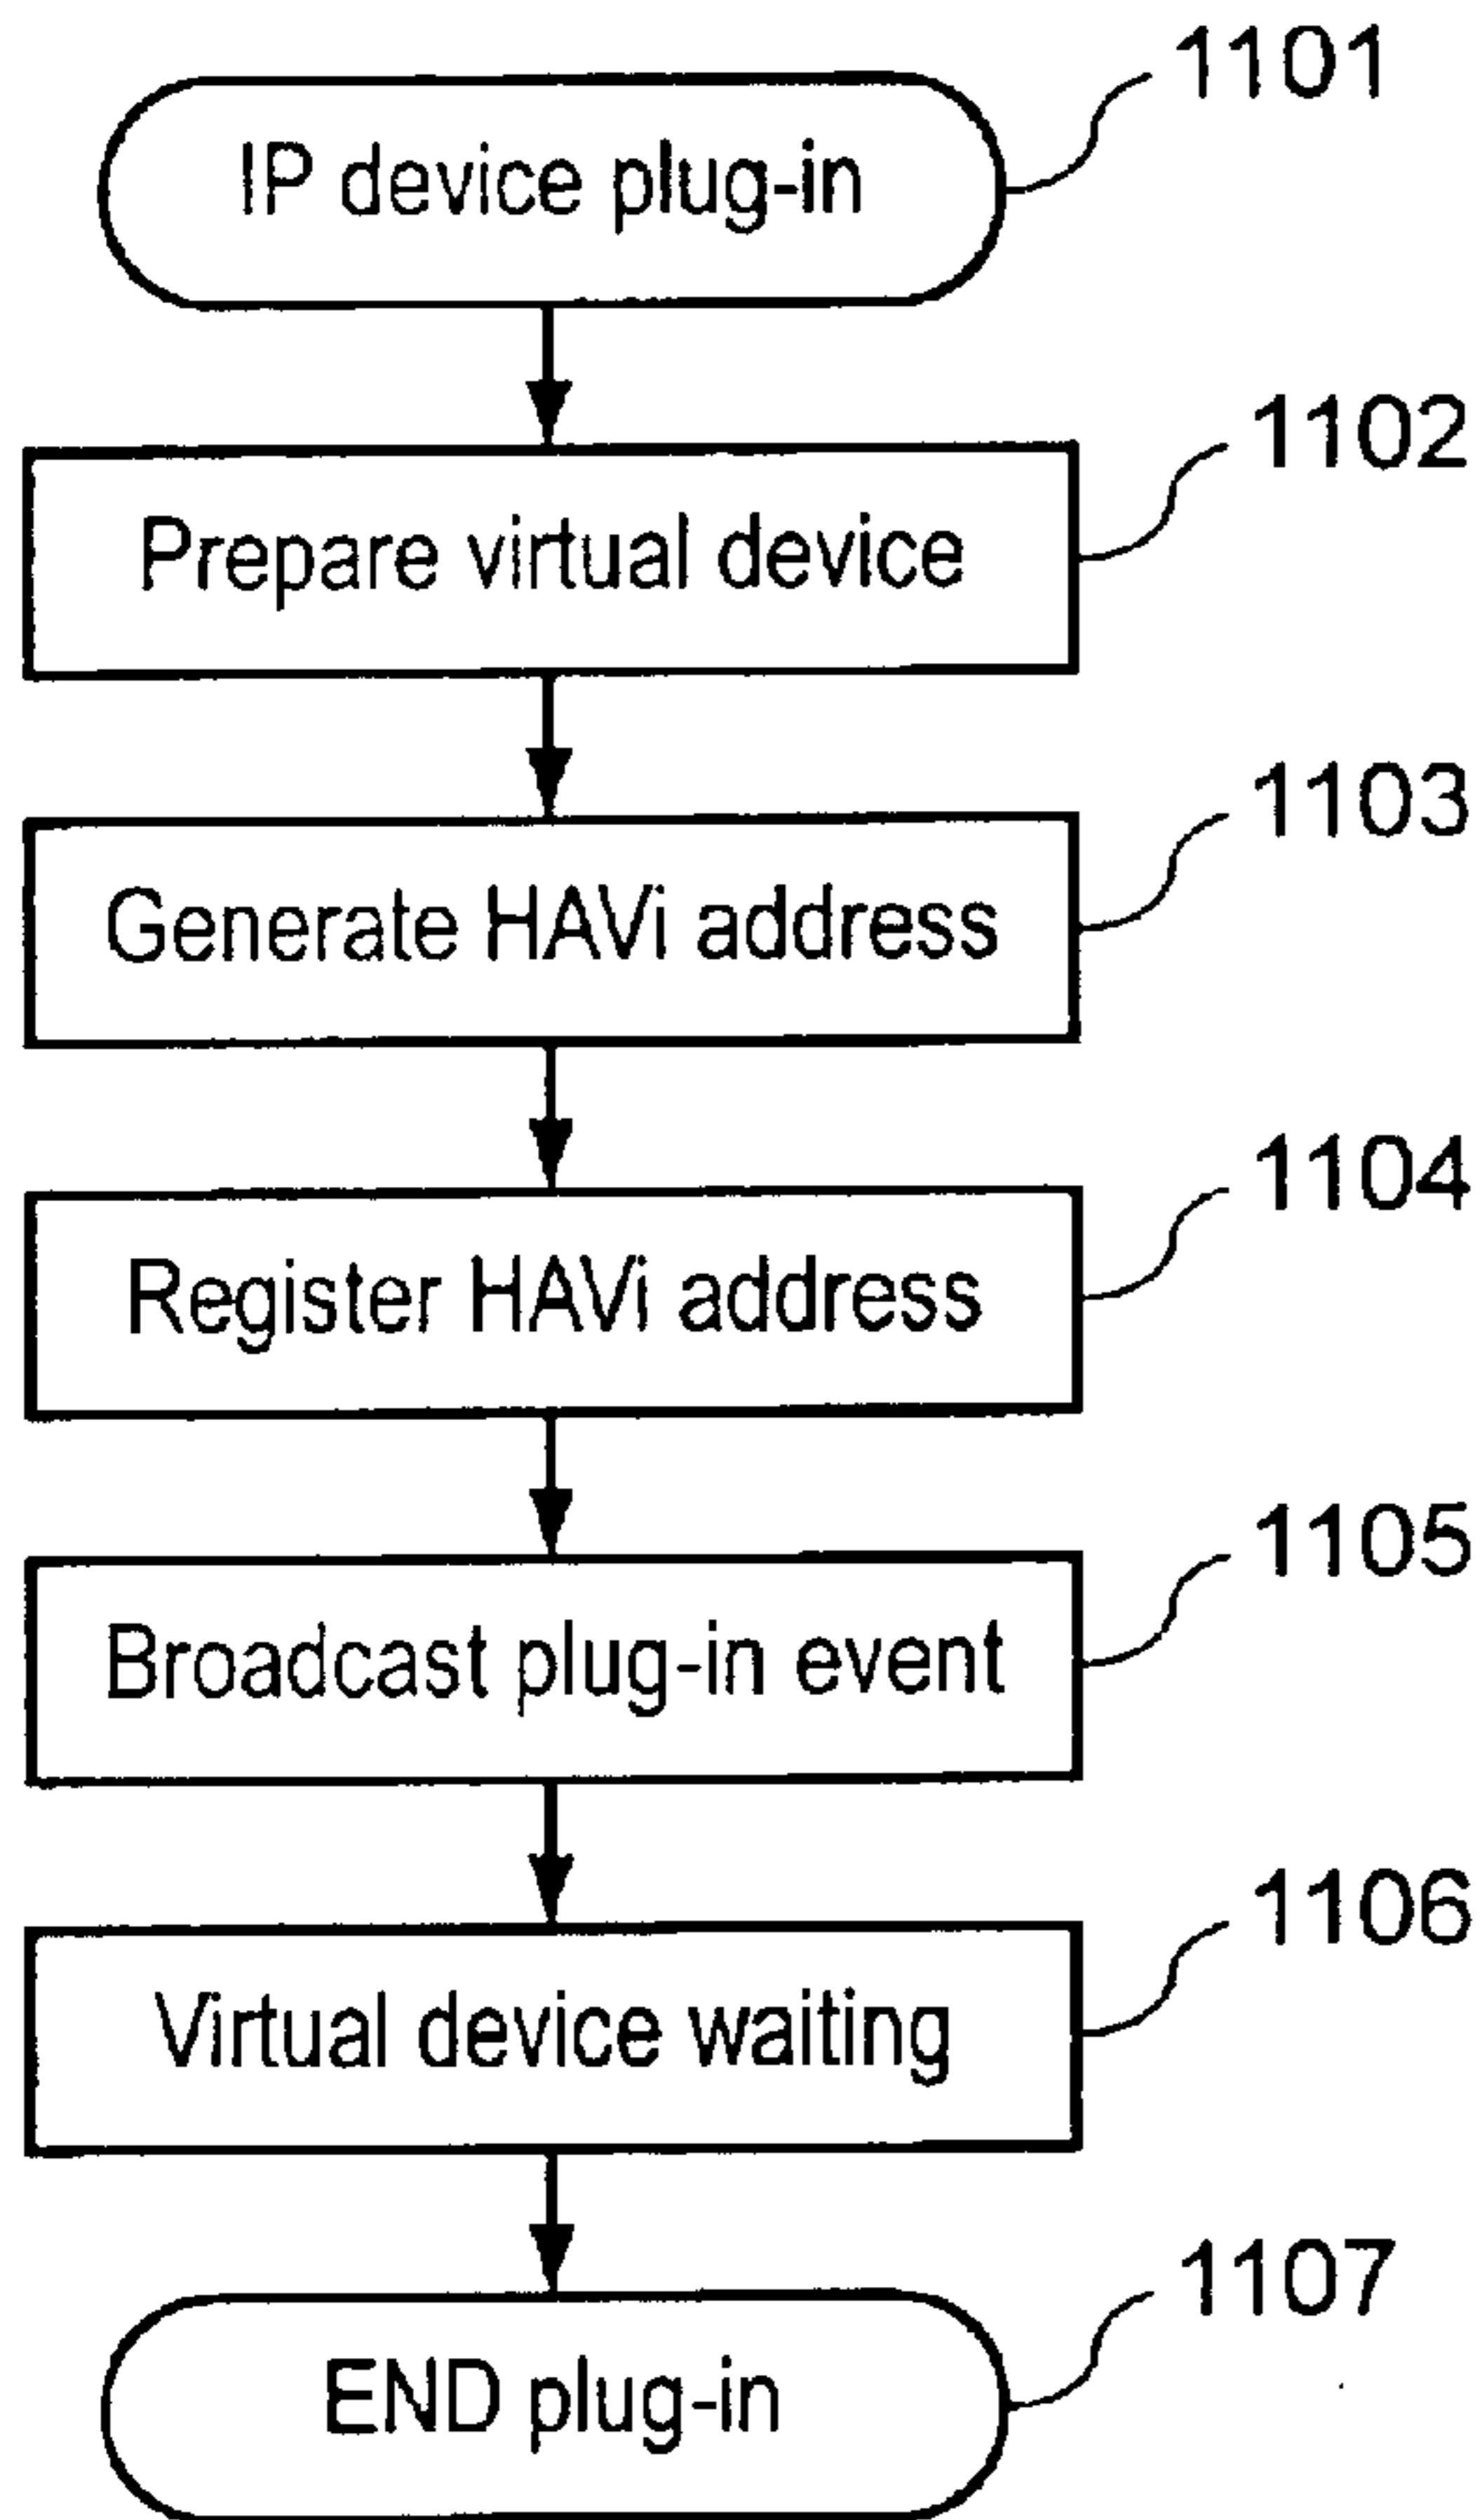 1101
IP device plug-in
1102
Prepare virtual device
1103
Generate HAVi address
1104
Register HAVi address
1105
Broadcast plug-in event
1106
Virtual device waiting
1107
END plug-in